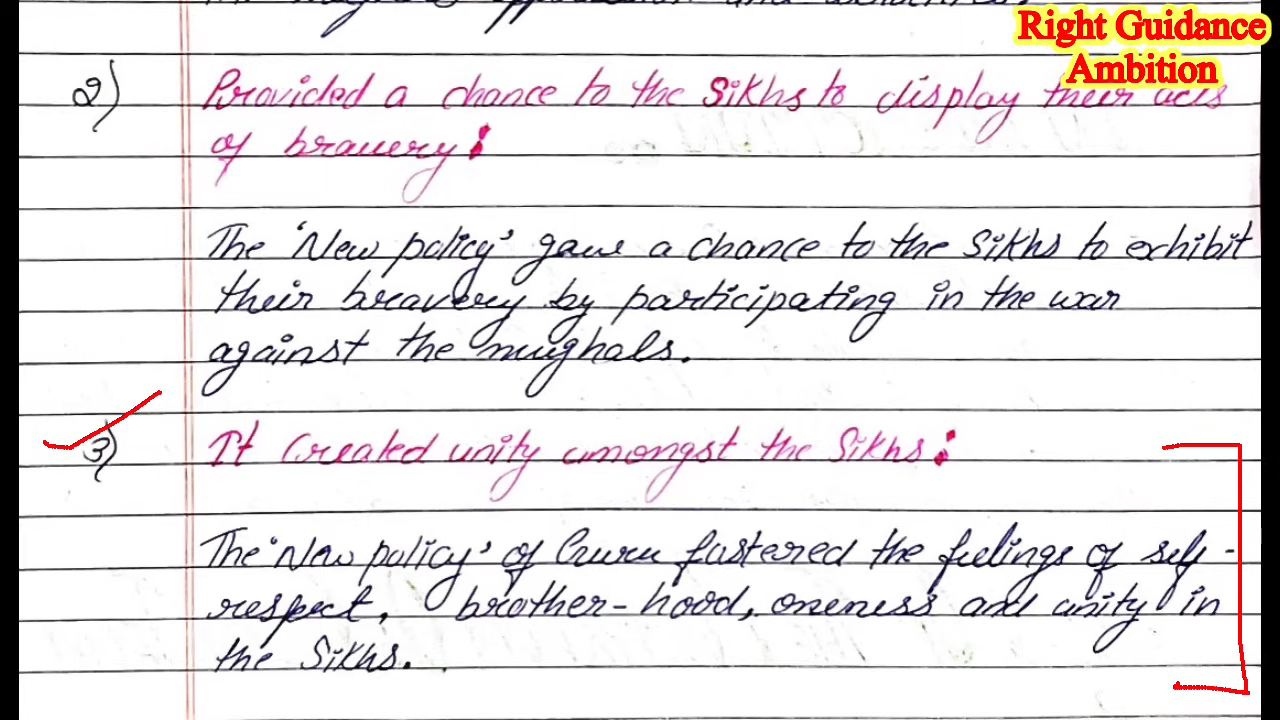 Right Guidance
Ambition
2) Provided a chance to the Sikhs to display their acts
of bravery:
The 'New policy' gave a chance to the Sikhs to exhibit
their bravery by participating in the war
against the mughals.
3) It Created unity amongst the Sikhs:
The 'New policy' of Guru fastered the feelings of self-
respect, brother-hood, oneness and unity in
the Sikhs.